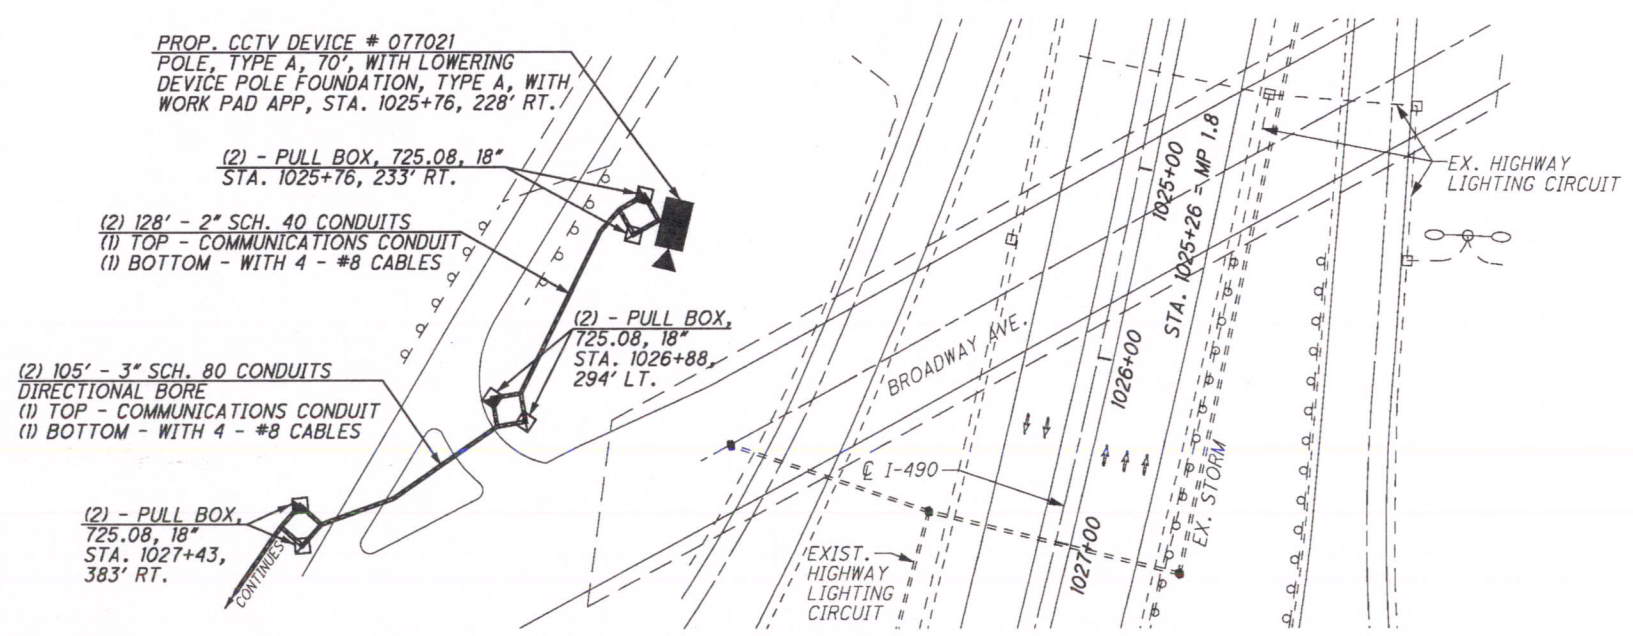 PROP. CCTV DEVICE # 077021
POLE, TYPE A, 70', WITH LOWERING
DEVICE POLE FOUNDATION, TYPE A, WITH
WORK PAD APP, STA. 1025+76, 228' RT.
(2) - PULL BOX, 725.08, 18"
STA. 1025+76, 233' RT.
(2) 128' - 2" SCH. 40 CONDUITS
(1) TOP - COMMUNICATIONS CONDUIT
(1) BOTTOM - WITH 4 - #8 CABLES
(2) - PULL BOX,
725.08, 18"
STA. 1026+88,
294' LT.
(2) 105' - 3" SCH. 80 CONDUITS
DIRECTIONAL BORE
(1) TOP - COMMUNICATIONS CONDUIT
(1) BOTTOM - WITH 4 - #8 CABLES
(2) - PULL BOX,
725.08, 18"
STA. 1027+43,
383' RT.
CONTINUES
BROADWAY AVE.
℄ I-490
EXIST.
HIGHWAY
LIGHTING
CIRCUIT
1025+00
STA. 1025+26 = MP 1.8
1026+00
1027+00
EX. STORM
EX. HIGHWAY
LIGHTING CIRCUIT